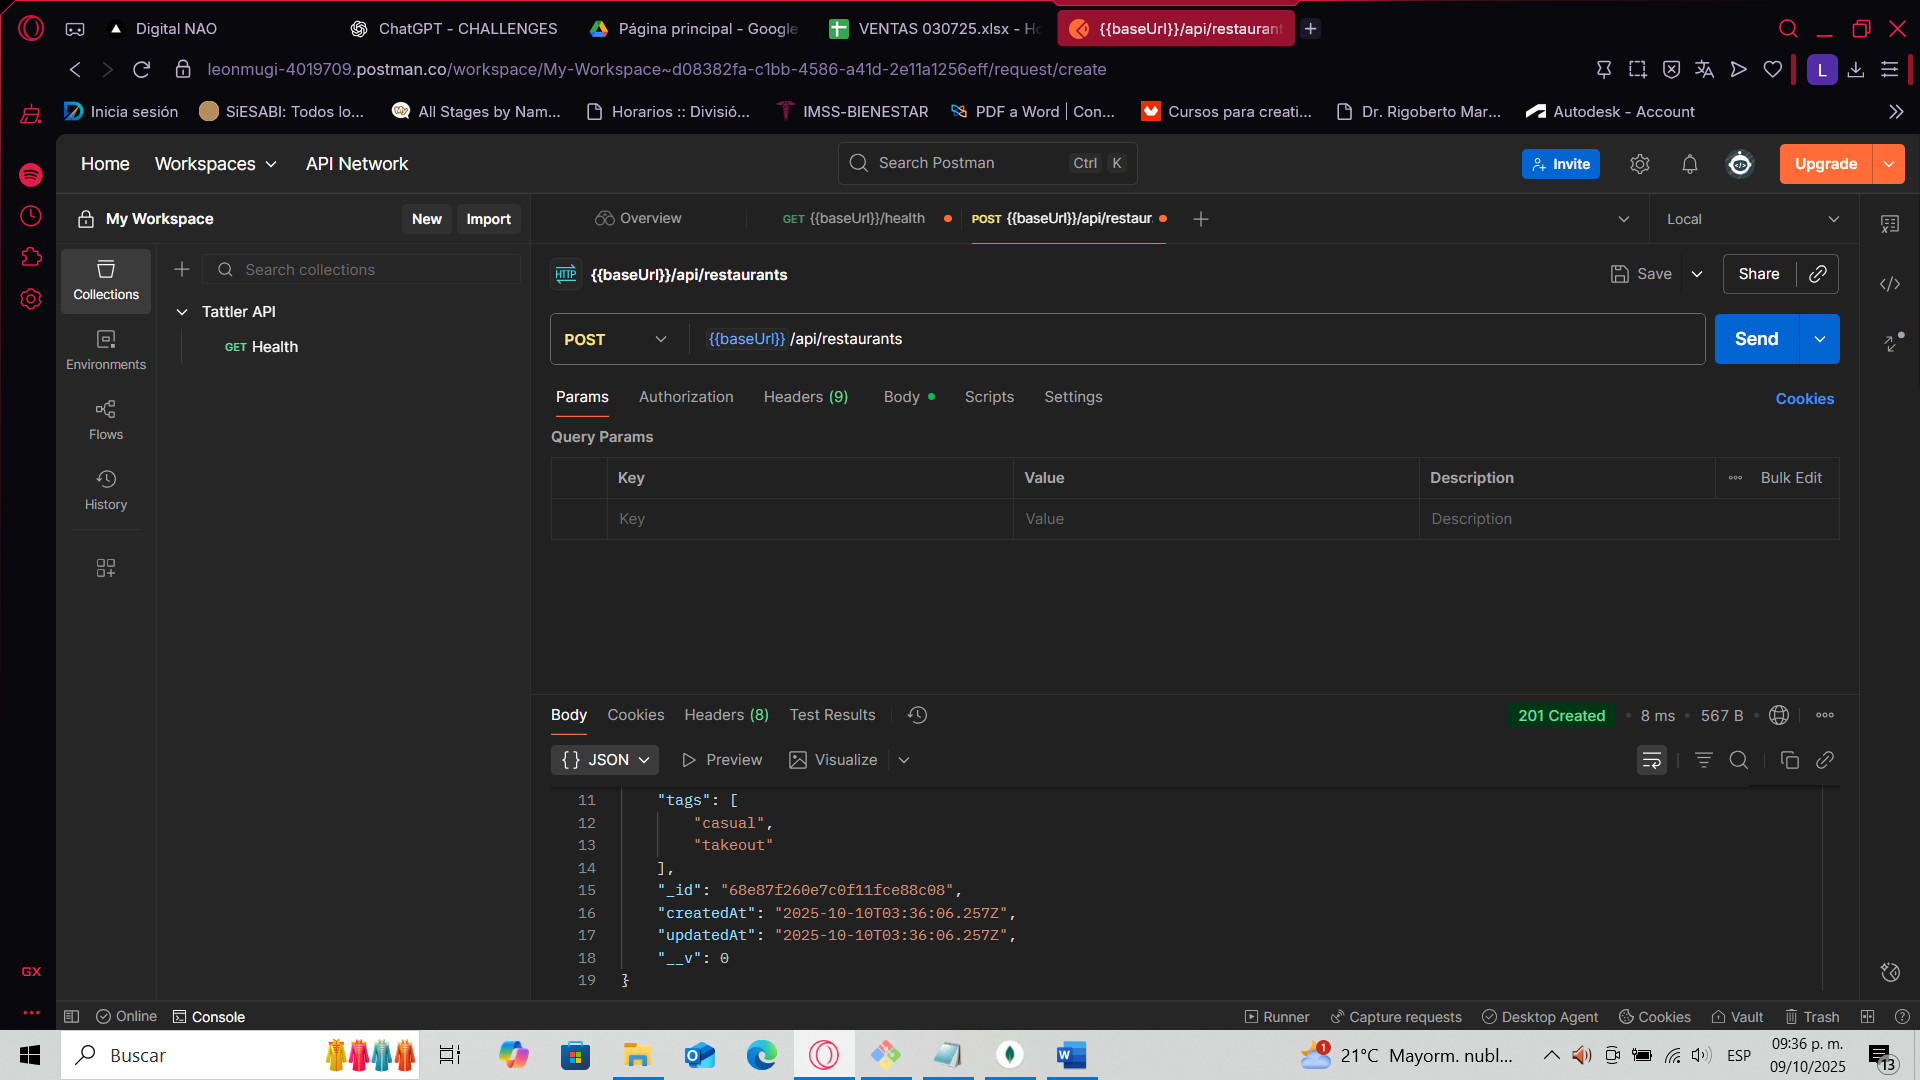 Digital NAO
ChatGPT - CHALLENGES
Página principal - Google
VENTAS 030725.xlsx - Ho
{{baseUrl}}/api/restaurant
leonmugi-4019709.postman.co/workspace/My-Workspace~d08382fa-c1bb-4586-a41d-2e11a1256eff/request/create
L
Inicia sesión
SiESABI: Todos lo...
All Stages by Nam...
Horarios :: Divisió...
IMSS-BIENESTAR
PDF a Word | Con...
Cursos para creati...
Dr. Rigoberto Mar...
Autodesk - Account
Home
Workspaces
API Network
Search Postman
Ctrl K
Invite
Upgrade
My Workspace
New
Import
Overview
GET {{baseUrl}}/health
POST {{baseUrl}}/api/restaur
Local
Collections
Search collections
HTTP {{baseUrl}}/api/restaurants
Save
Share
Tattler API
GET Health
Environments
POST
{{baseUrl}} /api/restaurants
Send
Params
Authorization
Headers (9)
Body
Scripts
Settings
Cookies
Flows
Query Params
Key
Value
Description
Bulk Edit
History
Key
Value
Description
Body
Cookies
Headers (8)
Test Results
201 Created
8 ms
567 B
{} JSON
Preview
Visualize
11 "tags": [
12 "casual",
13 "takeout"
14 ],
15 "_id": "68e87f260e7c0f11fce88c08",
16 "createdAt": "2025-10-10T03:36:06.257Z",
17 "updatedAt": "2025-10-10T03:36:06.257Z",
18 "__v": 0
19 }
GX
Online
Console
Runner
Capture requests
Desktop Agent
Cookies
Vault
Trash
Buscar
1
21°C Mayorm. nubl...
ESP
09:36 p. m.
09/10/2025
13